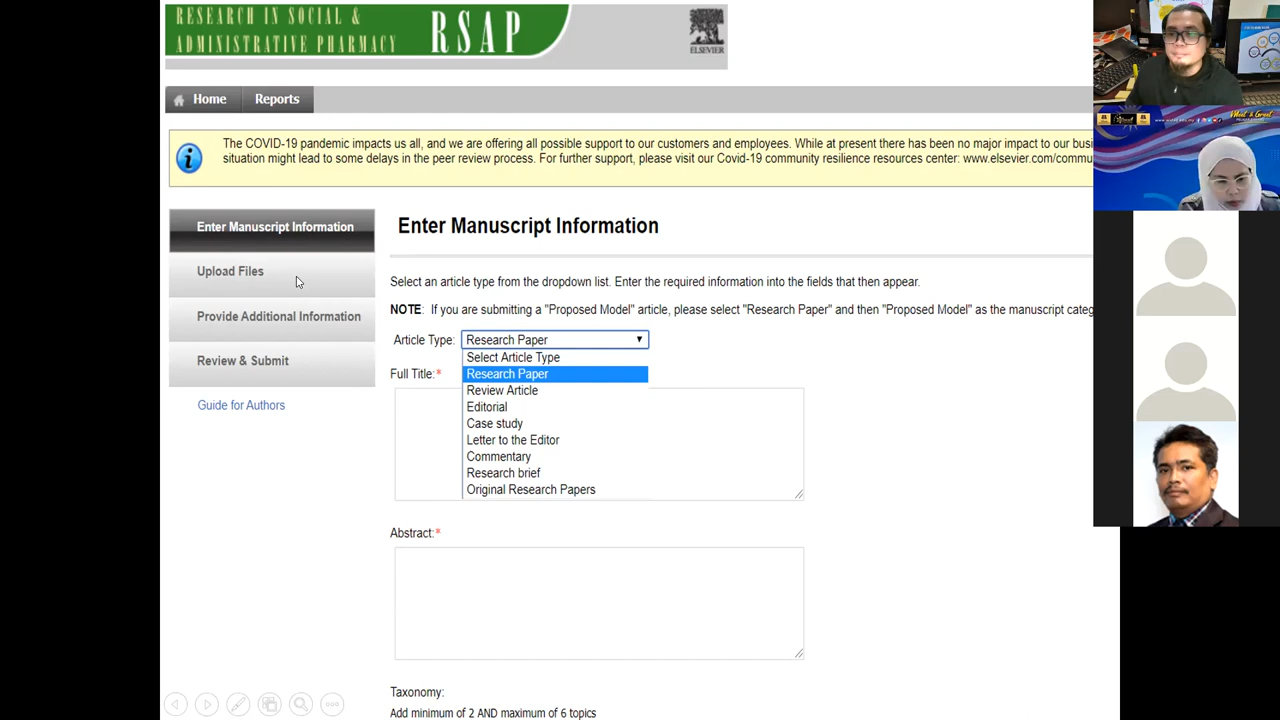 RESEARCH IN SOCIAL &
ADMINISTRATIVE PHARMACY
RSAP
ELSEVIER
Home
Reports
The COVID-19 pandemic impacts us all, and we are offering all possible support to our customers and employees. While at present there has been no major impact to our
situation might lead to some delays in the peer review process. For further support, please visit our Covid-19 community resilience resources center:
Enter Manuscript Information
Upload Files
Provide Additional Information
Review & Submit
Guide for Authors
Enter Manuscript Information
Select an article type from the dropdown list. Enter the required information into the fields that then appear.
NOTE: If you are submitting a "Proposed Model" article, please select "Research Paper" and then "Proposed Model" as the manuscript
Article Type: Research Paper
Select Article Type
Research Paper
Review Article
Editorial
Case study
Letter to the Editor
Commentary
Research brief
Original Research Papers
Full Title:*
Abstract:*
Taxonomy:
Add minimum of 2 AND maximum of 6 topics